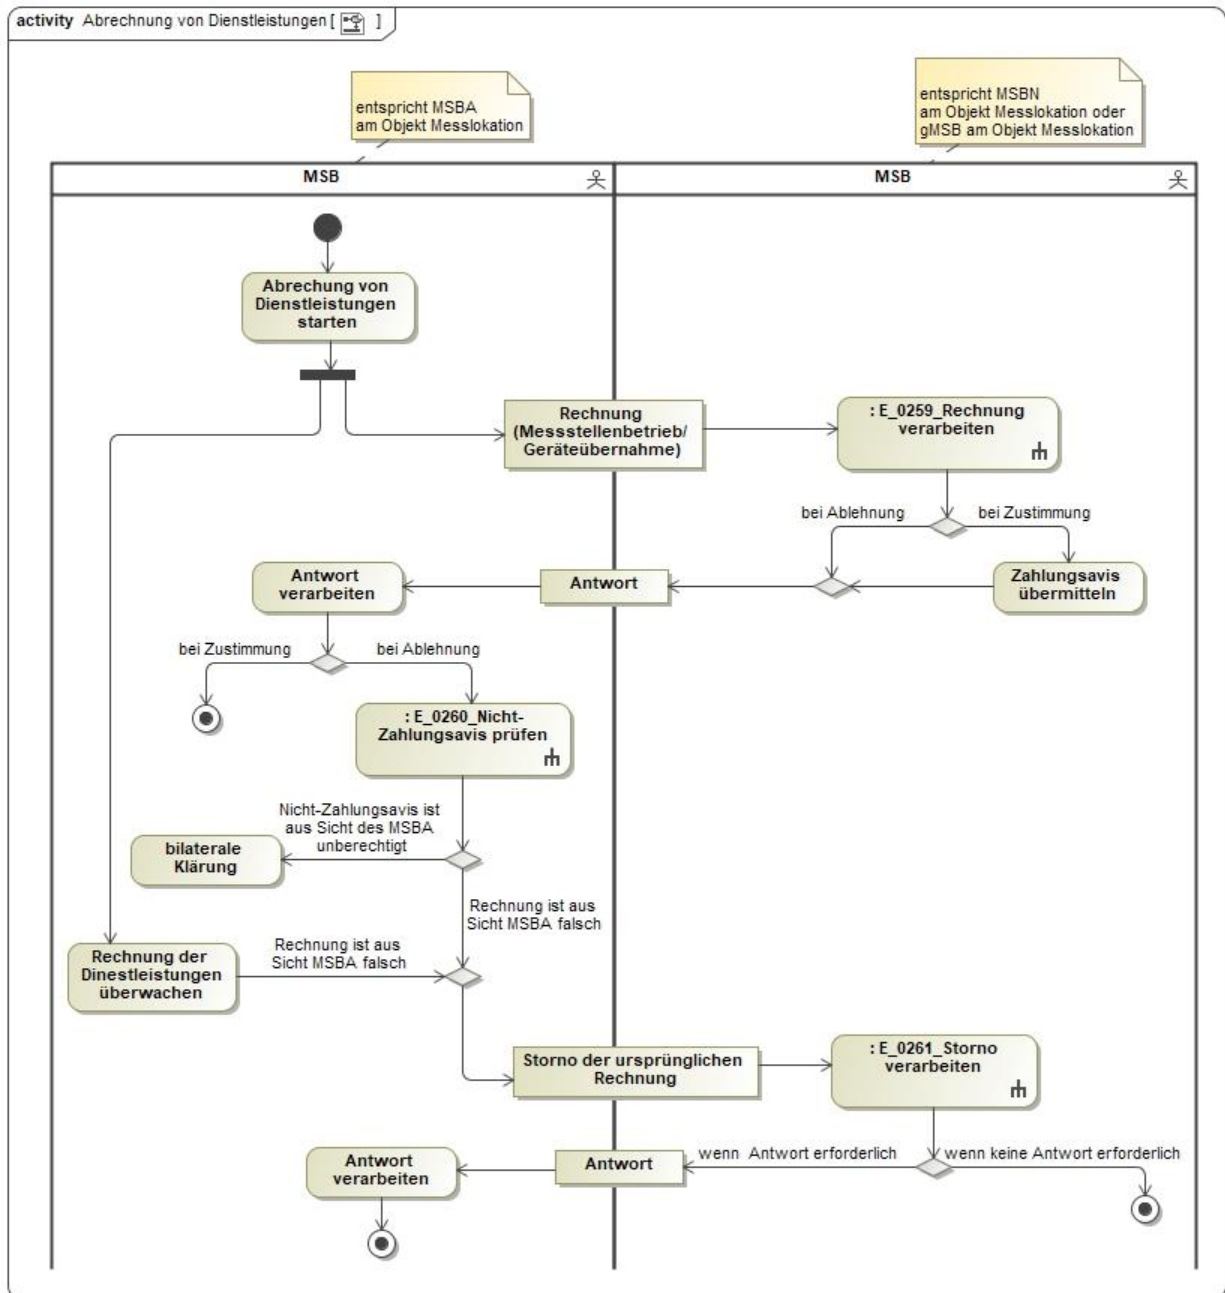 activity Abrechnung von Dienstleistungen [ ]
entspricht MSBA
am Objekt Messlokation
entspricht MSBN
am Objekt Messlokation oder
gMSB am Objekt Messlokation
MSB
MSB
Abrechung von
Dienstleistungen
starten
Rechnung
(Messstellenbetrieb/
Geräteübernahme)
: E_0259_Rechnung
verarbeiten
bei Ablehnung
bei Zustimmung
Antwort
verarbeiten
Antwort
Zahlungsavis
übermitteln
bei Zustimmung
bei Ablehnung
: E_0260_Nicht-
Zahlungsavis prüfen
Nicht-Zahlungsavis ist
aus Sicht des MSBA
unberechtigt
bilaterale
Klärung
Rechnung ist aus
Sicht MSBA falsch
Rechnung der
Dinestleistungen
überwachen
Rechnung ist aus
Sicht MSBA falsch
Storno der ursprünglichen
Rechnung
: E_0261_Storno
verarbeiten
Antwort
verarbeiten
Antwort
wenn Antwort erforderlich
wenn keine Antwort erforderlich